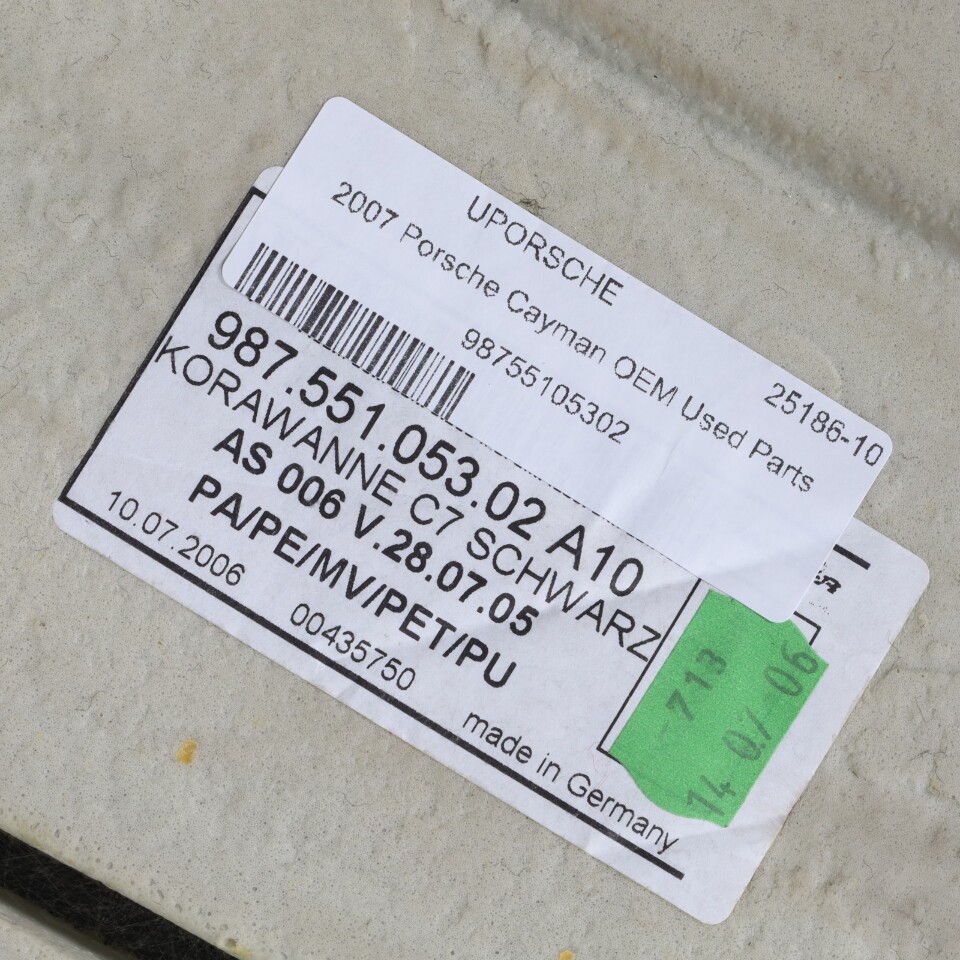 UPORSCHE
2007 Porsche Cayman OEM Used Parts
98755105302
25186-10
987.551.053.02 A10
KORAWANNE C7 SCHWARZ
AS 006 V.28.07.05
PA/PE/MV/PET/PU
10.07.2006
00435750
made in Germany
713
14 07 06